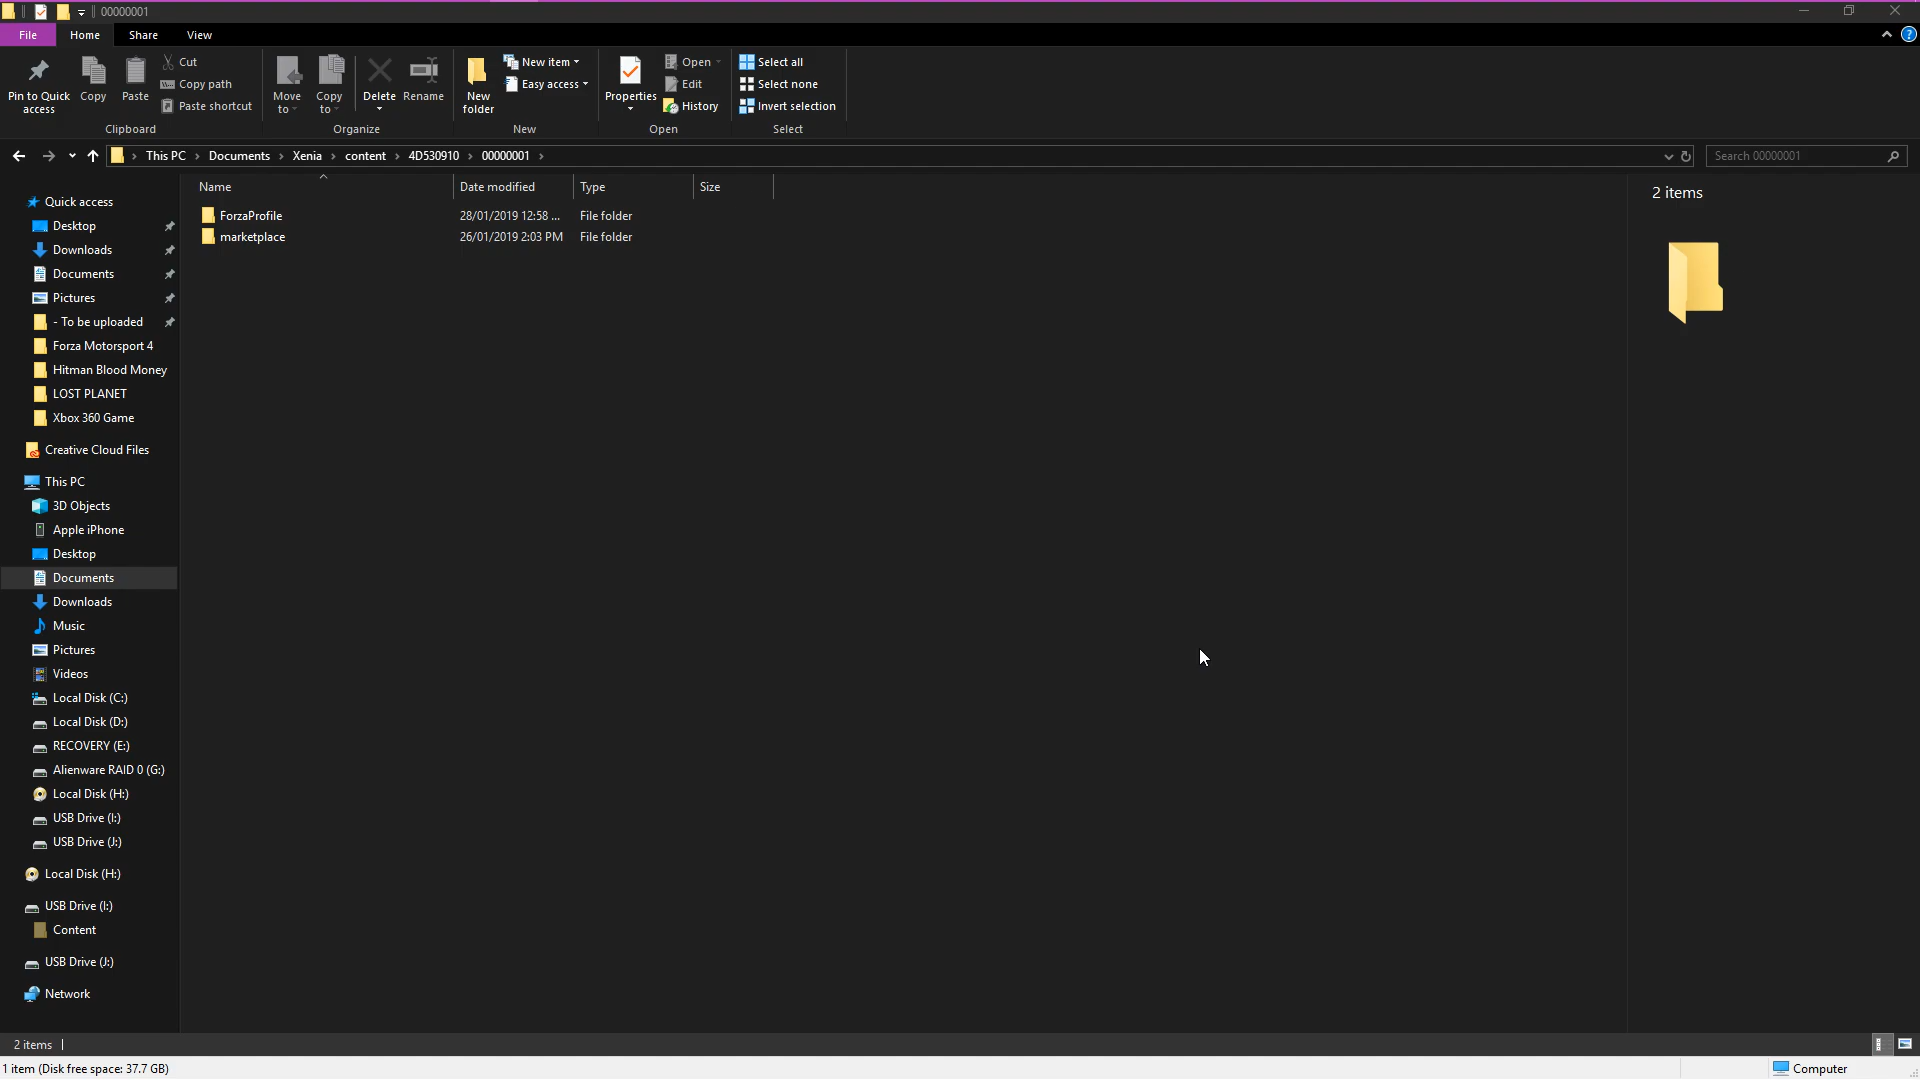 00000001
File Home Share View
Pin to Quick access
Copy
Paste
Cut
Copy path
Paste shortcut
Clipboard
Move to
Copy to
Delete
Rename
Organize
New folder
New item
Easy access
New
Properties
Open
Edit
History
Open
Select all
Select none
Invert selection
Select
This PC › Documents › Xenia › content › 4D530910 › 00000001 ›
Search 00000001
Name Date modified Type Size
ForzaProfile 28/01/2019 12:58 ... File folder
marketplace 26/01/2019 2:03 PM File folder
2 items
Quick access
Desktop
Downloads
Documents
Pictures
- To be uploaded
Forza Motorsport 4
Hitman Blood Money
LOST PLANET
Xbox 360 Game
Creative Cloud Files
This PC
3D Objects
Apple iPhone
Desktop
Documents
Downloads
Music
Pictures
Videos
Local Disk (C:)
Local Disk (D:)
RECOVERY (E:)
Alienware RAID 0 (G:)
Local Disk (H:)
USB Drive (I:)
USB Drive (J:)
Local Disk (H:)
USB Drive (I:)
Content
USB Drive (J:)
Network
2 items
1 item (Disk free space: 37.7 GB)
Computer